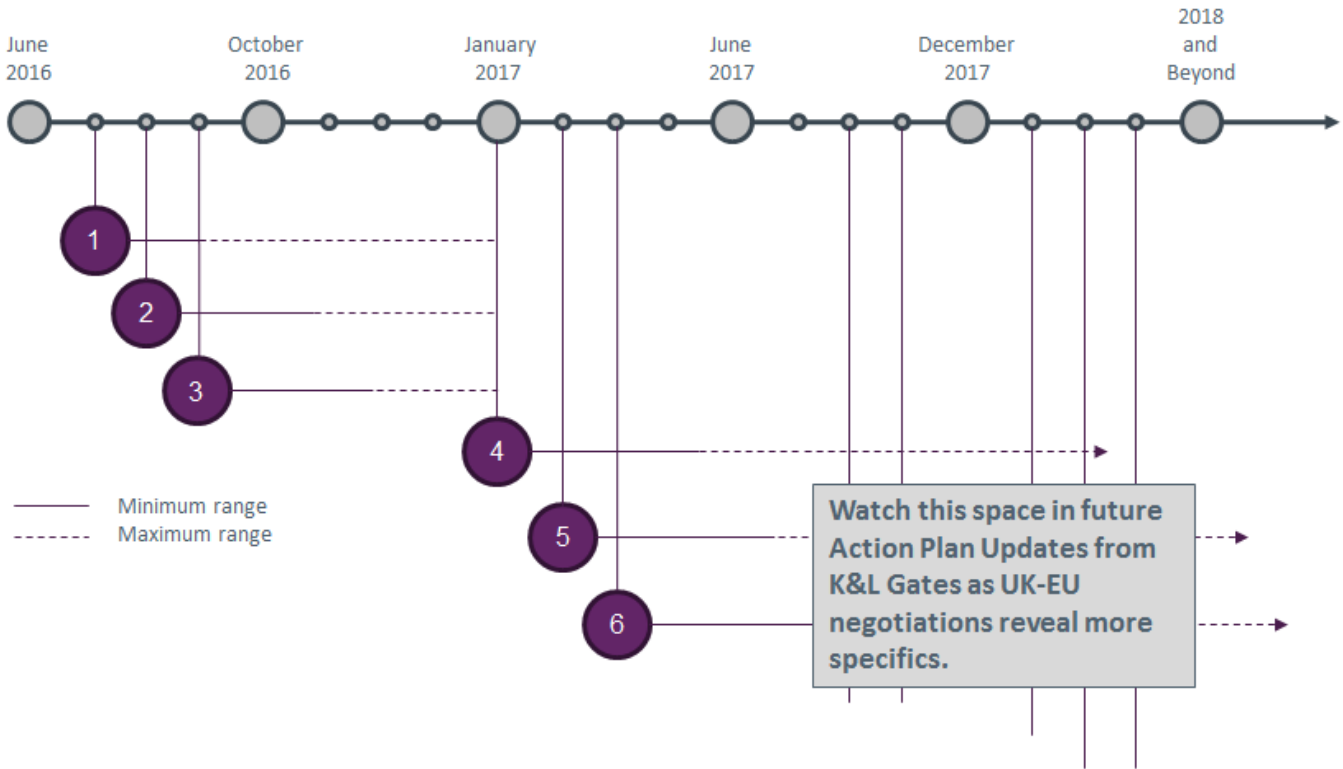 June
2016
October
2016
January
2017
June
2017
December
2017
2018
and
Beyond
1
2
3
4
5
6
Minimum range
Maximum range
Watch this space in future
Action Plan Updates from
K&L Gates as UK-EU
negotiations reveal more
specifics.